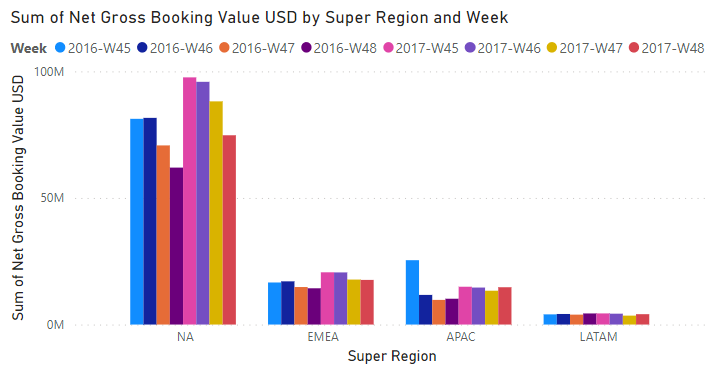 Sum of Net Gross Booking Value USD by Super Region and Week
Week 2016-W45 2016-W46 2016-W47 2016-W48 2017-W45 2017-W46 2017-W47 2017-W48
Sum of Net Gross Booking Value USD
100M
50M
0M
NA EMEA APAC LATAM
Super Region